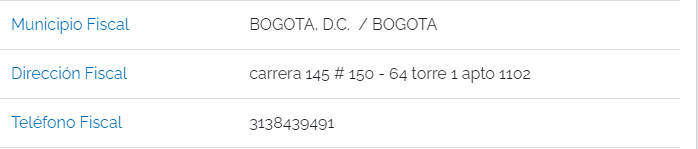 Municipio Fiscal BOGOTA, D.C. / BOGOTA
Dirección Fiscal carrera 145 # 150 - 64 torre 1 apto 1102
Teléfono Fiscal 3138439491